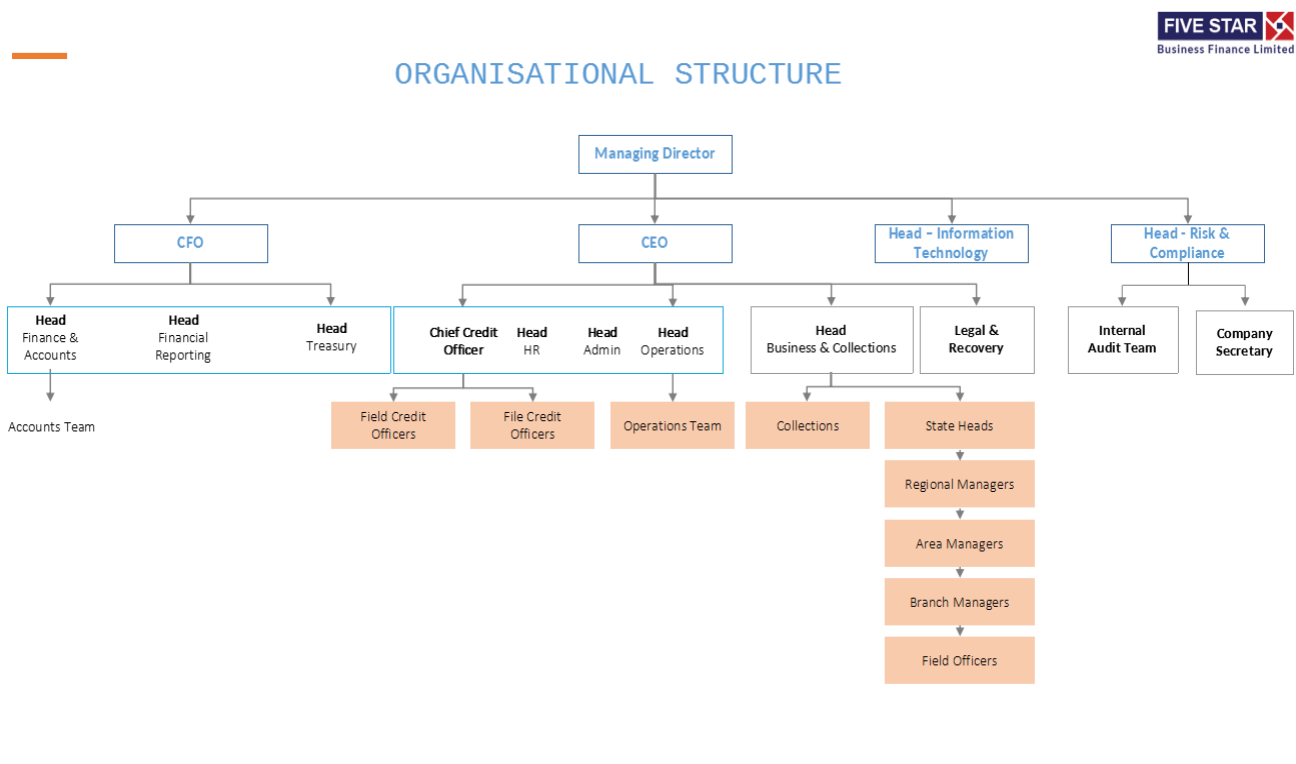 FIVE STAR
Business Finance Limited
ORGANISATIONAL STRUCTURE
Managing Director
CFO
CEO
Head – Information
Technology
Head - Risk &
Compliance
Head
Finance &
Accounts
Head
Financial
Reporting
Head
Treasury
Chief Credit
Officer
Head
HR
Head
Admin
Head
Operations
Head
Business & Collections
Legal &
Recovery
Internal
Audit Team
Company
Secretary
Accounts Team
Field Credit
Officers
File Credit
Officers
Operations Team
Collections
State Heads
Regional Managers
Area Managers
Branch Managers
Field Officers